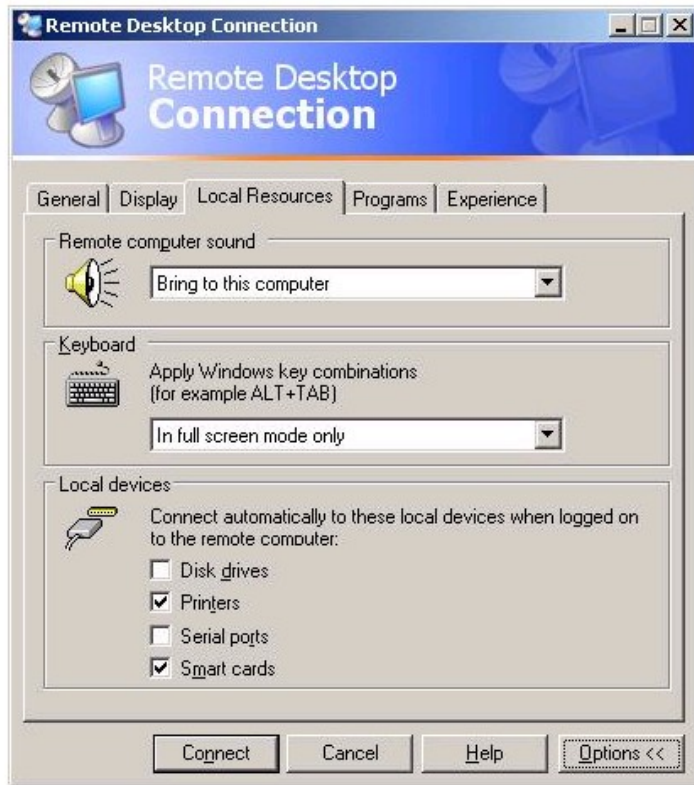 Remote Desktop Connection
Remote Desktop
Connection
General
Display
Local Resources
Programs
Experience
Remote computer sound
Bring to this computer
Keyboard
Apply Windows key combinations
(for example ALT+TAB)
In full screen mode only
Local devices
Connect automatically to these local devices when logged on
to the remote computer:
Disk drives
Printers
Serial ports
Smart cards
Connect
Cancel
Help
Options <<